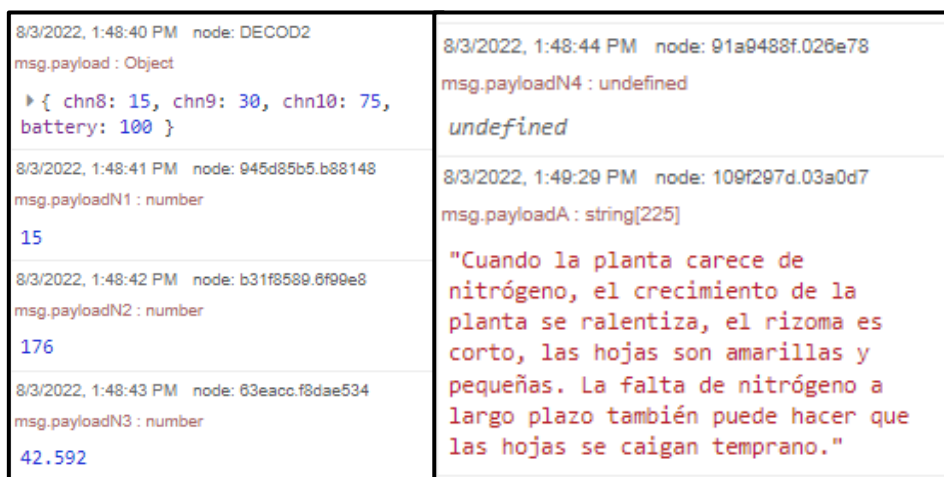 8/3/2022, 1:48:40 PM   node: DECOD2
msg.payload : Object
{ chn8: 15, chn9: 30, chn10: 75,
battery: 100 }
8/3/2022, 1:48:41 PM   node: 945d85b5.b88148
msg.payloadN1 : number
15
8/3/2022, 1:48:42 PM   node: b31f8589.6f99e8
msg.payloadN2 : number
176
8/3/2022, 1:48:43 PM   node: 63eacc.f8dae534
msg.payloadN3 : number
42.592
8/3/2022, 1:48:44 PM   node: 91a9488f.026e78
msg.payloadN4 : undefined
undefined
8/3/2022, 1:49:29 PM   node: 109f297d.03a0d7
msg.payloadA : string[225]
"Cuando la planta carece de
nitrógeno, el crecimiento de la
planta se ralentiza, el rizoma es
corto, las hojas son amarillas y
pequeñas. La falta de nitrógeno a
largo plazo también puede hacer que
las hojas se caigan temprano."